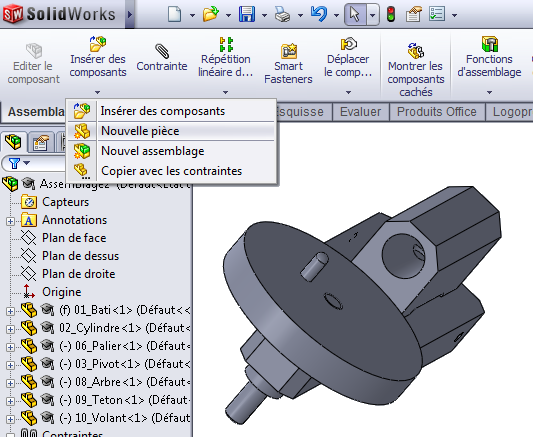 SW SolidWorks
Editer le composant
Insérer des composants
Contrainte
Répétition linéaire d...
Smart Fasteners
Déplacer le comp...
Montrer les composants cachés
Fonctions d'assemblage
Assembla
squisse
Evaluer
Produits Office
Logopr
Insérer des composants
Nouvelle pièce
Nouvel assemblage
Copier avec les contraintes
Assemblage2 (Défaut<Etat
Capteurs
Annotations
Plan de face
Plan de dessus
Plan de droite
Origine
(f) 01_Bati<1> (Défaut<<
02_Cylindre<1> (Défaut<
(-) 06_Palier<1> (Défaut<
(-) 03_Pivot<1> (Défaut<
(-) 08_Arbre<1> (Défaut<
(-) 09_Teton<1> (Défaut<
(-) 10_Volant<1> (Défaut
Contraintes